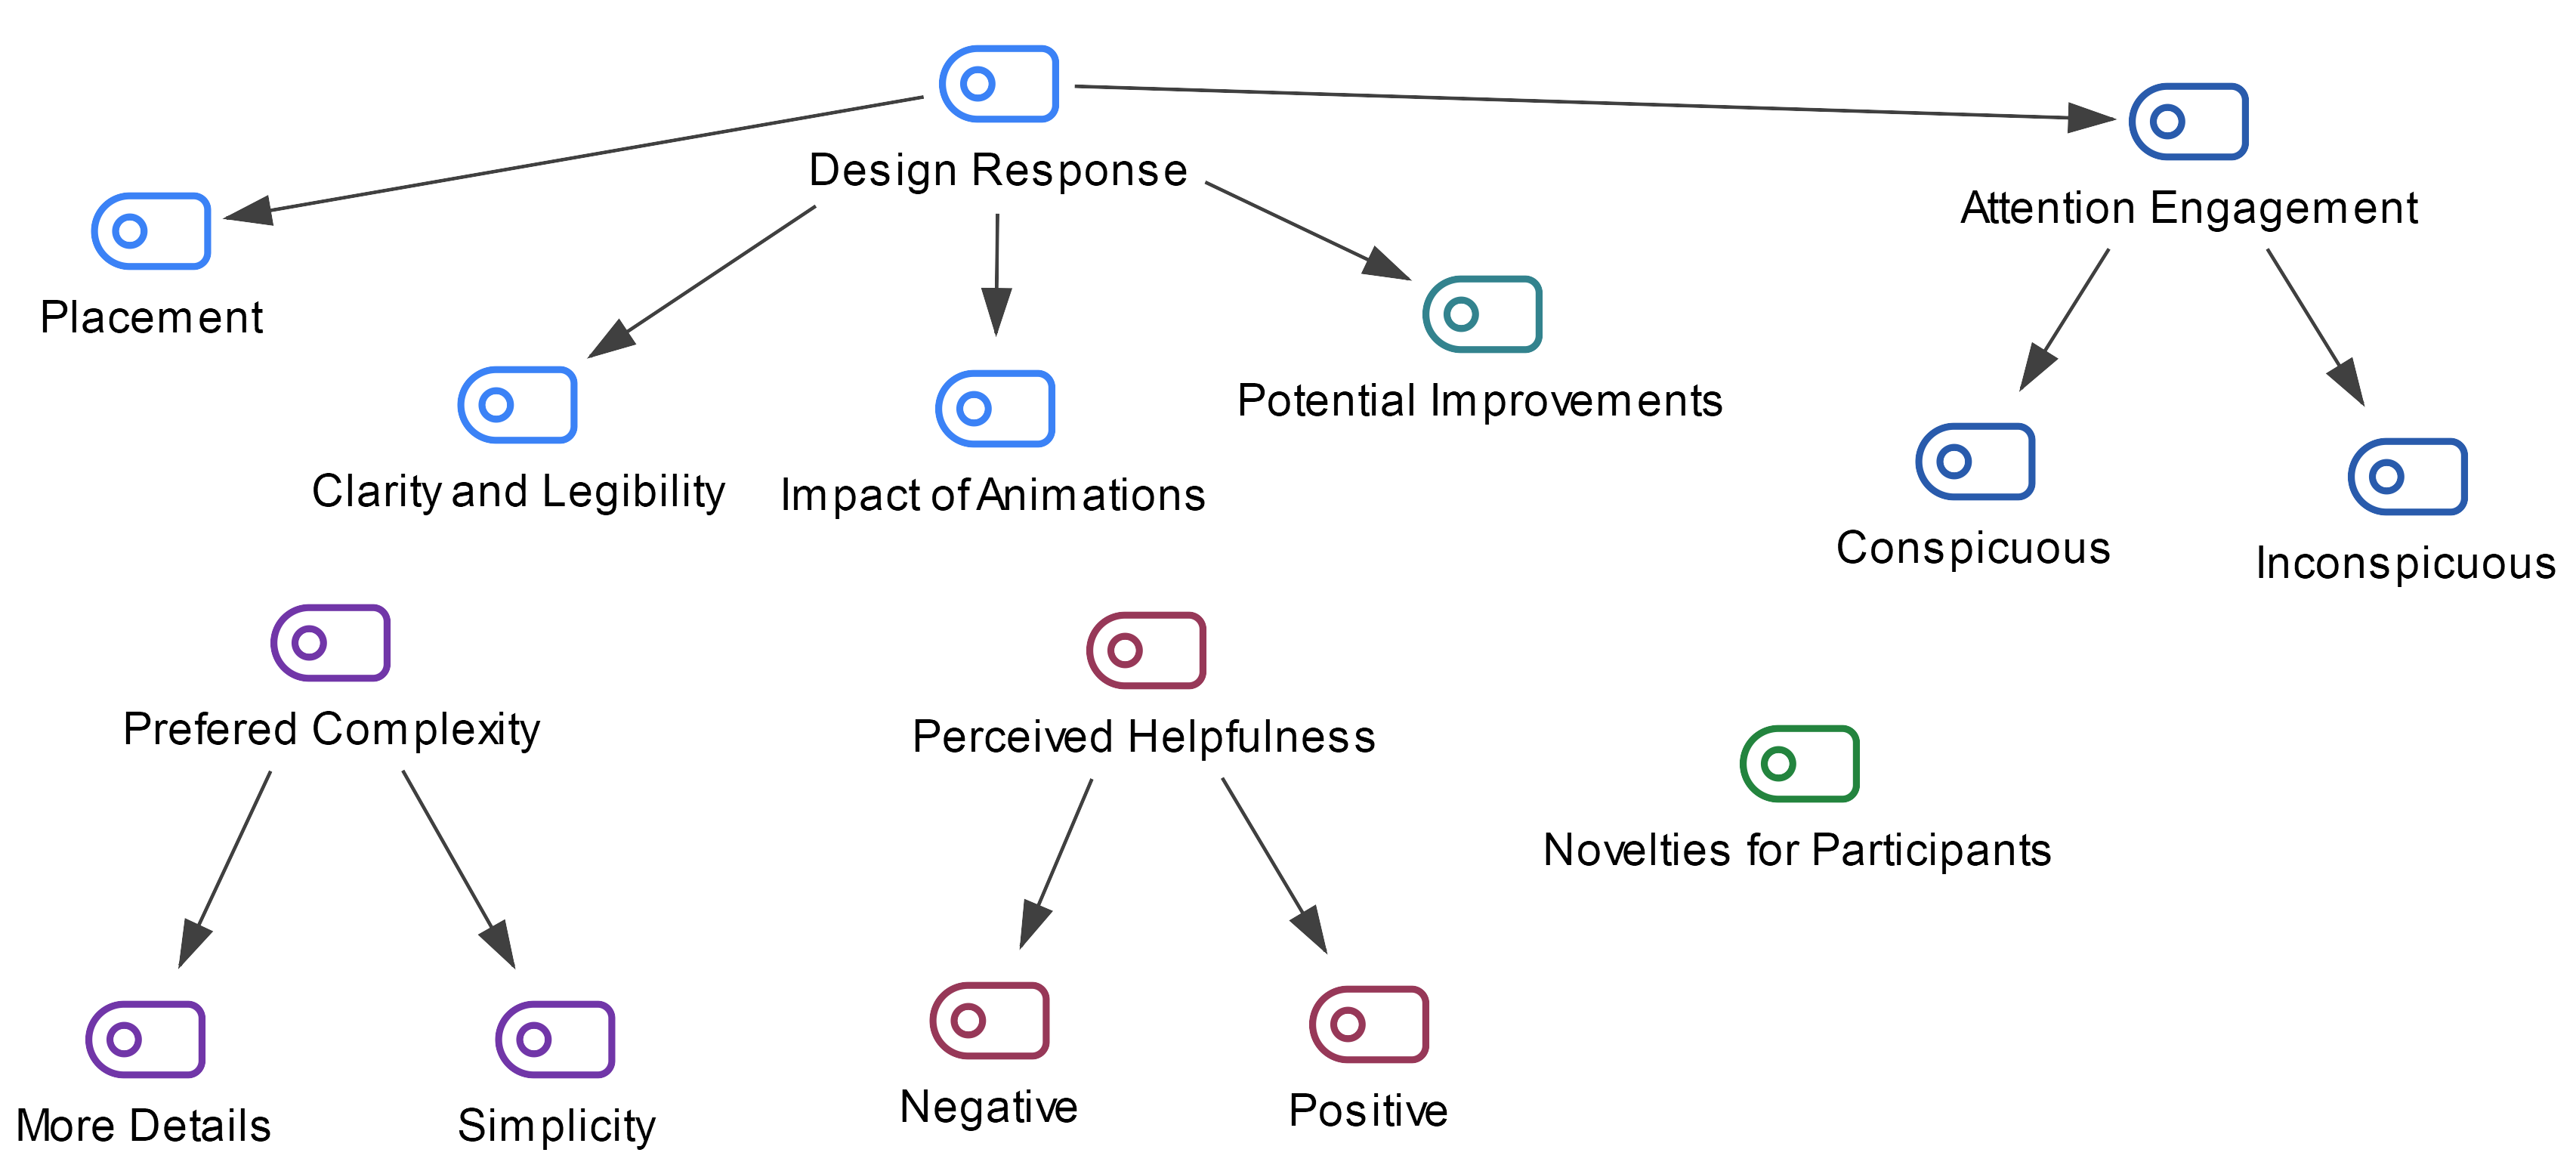 Design Response
Attention Engagement
Placement
Potential Improvements
Clarity and Legibility
Impact of Animations
Conspicuous
Inconspicuous
Prefered Complexity
Perceived Helpfulness
Novelties for Participants
More Details
Simplicity
Negative
Positive